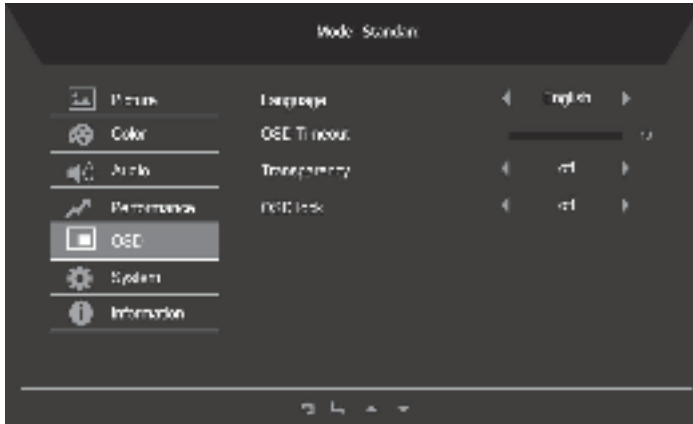 Mode Standard
Picture
Color
Audio
Performance
OSD
System
Information
Language English
OSD Timeout
Transparency off
OSD lock off